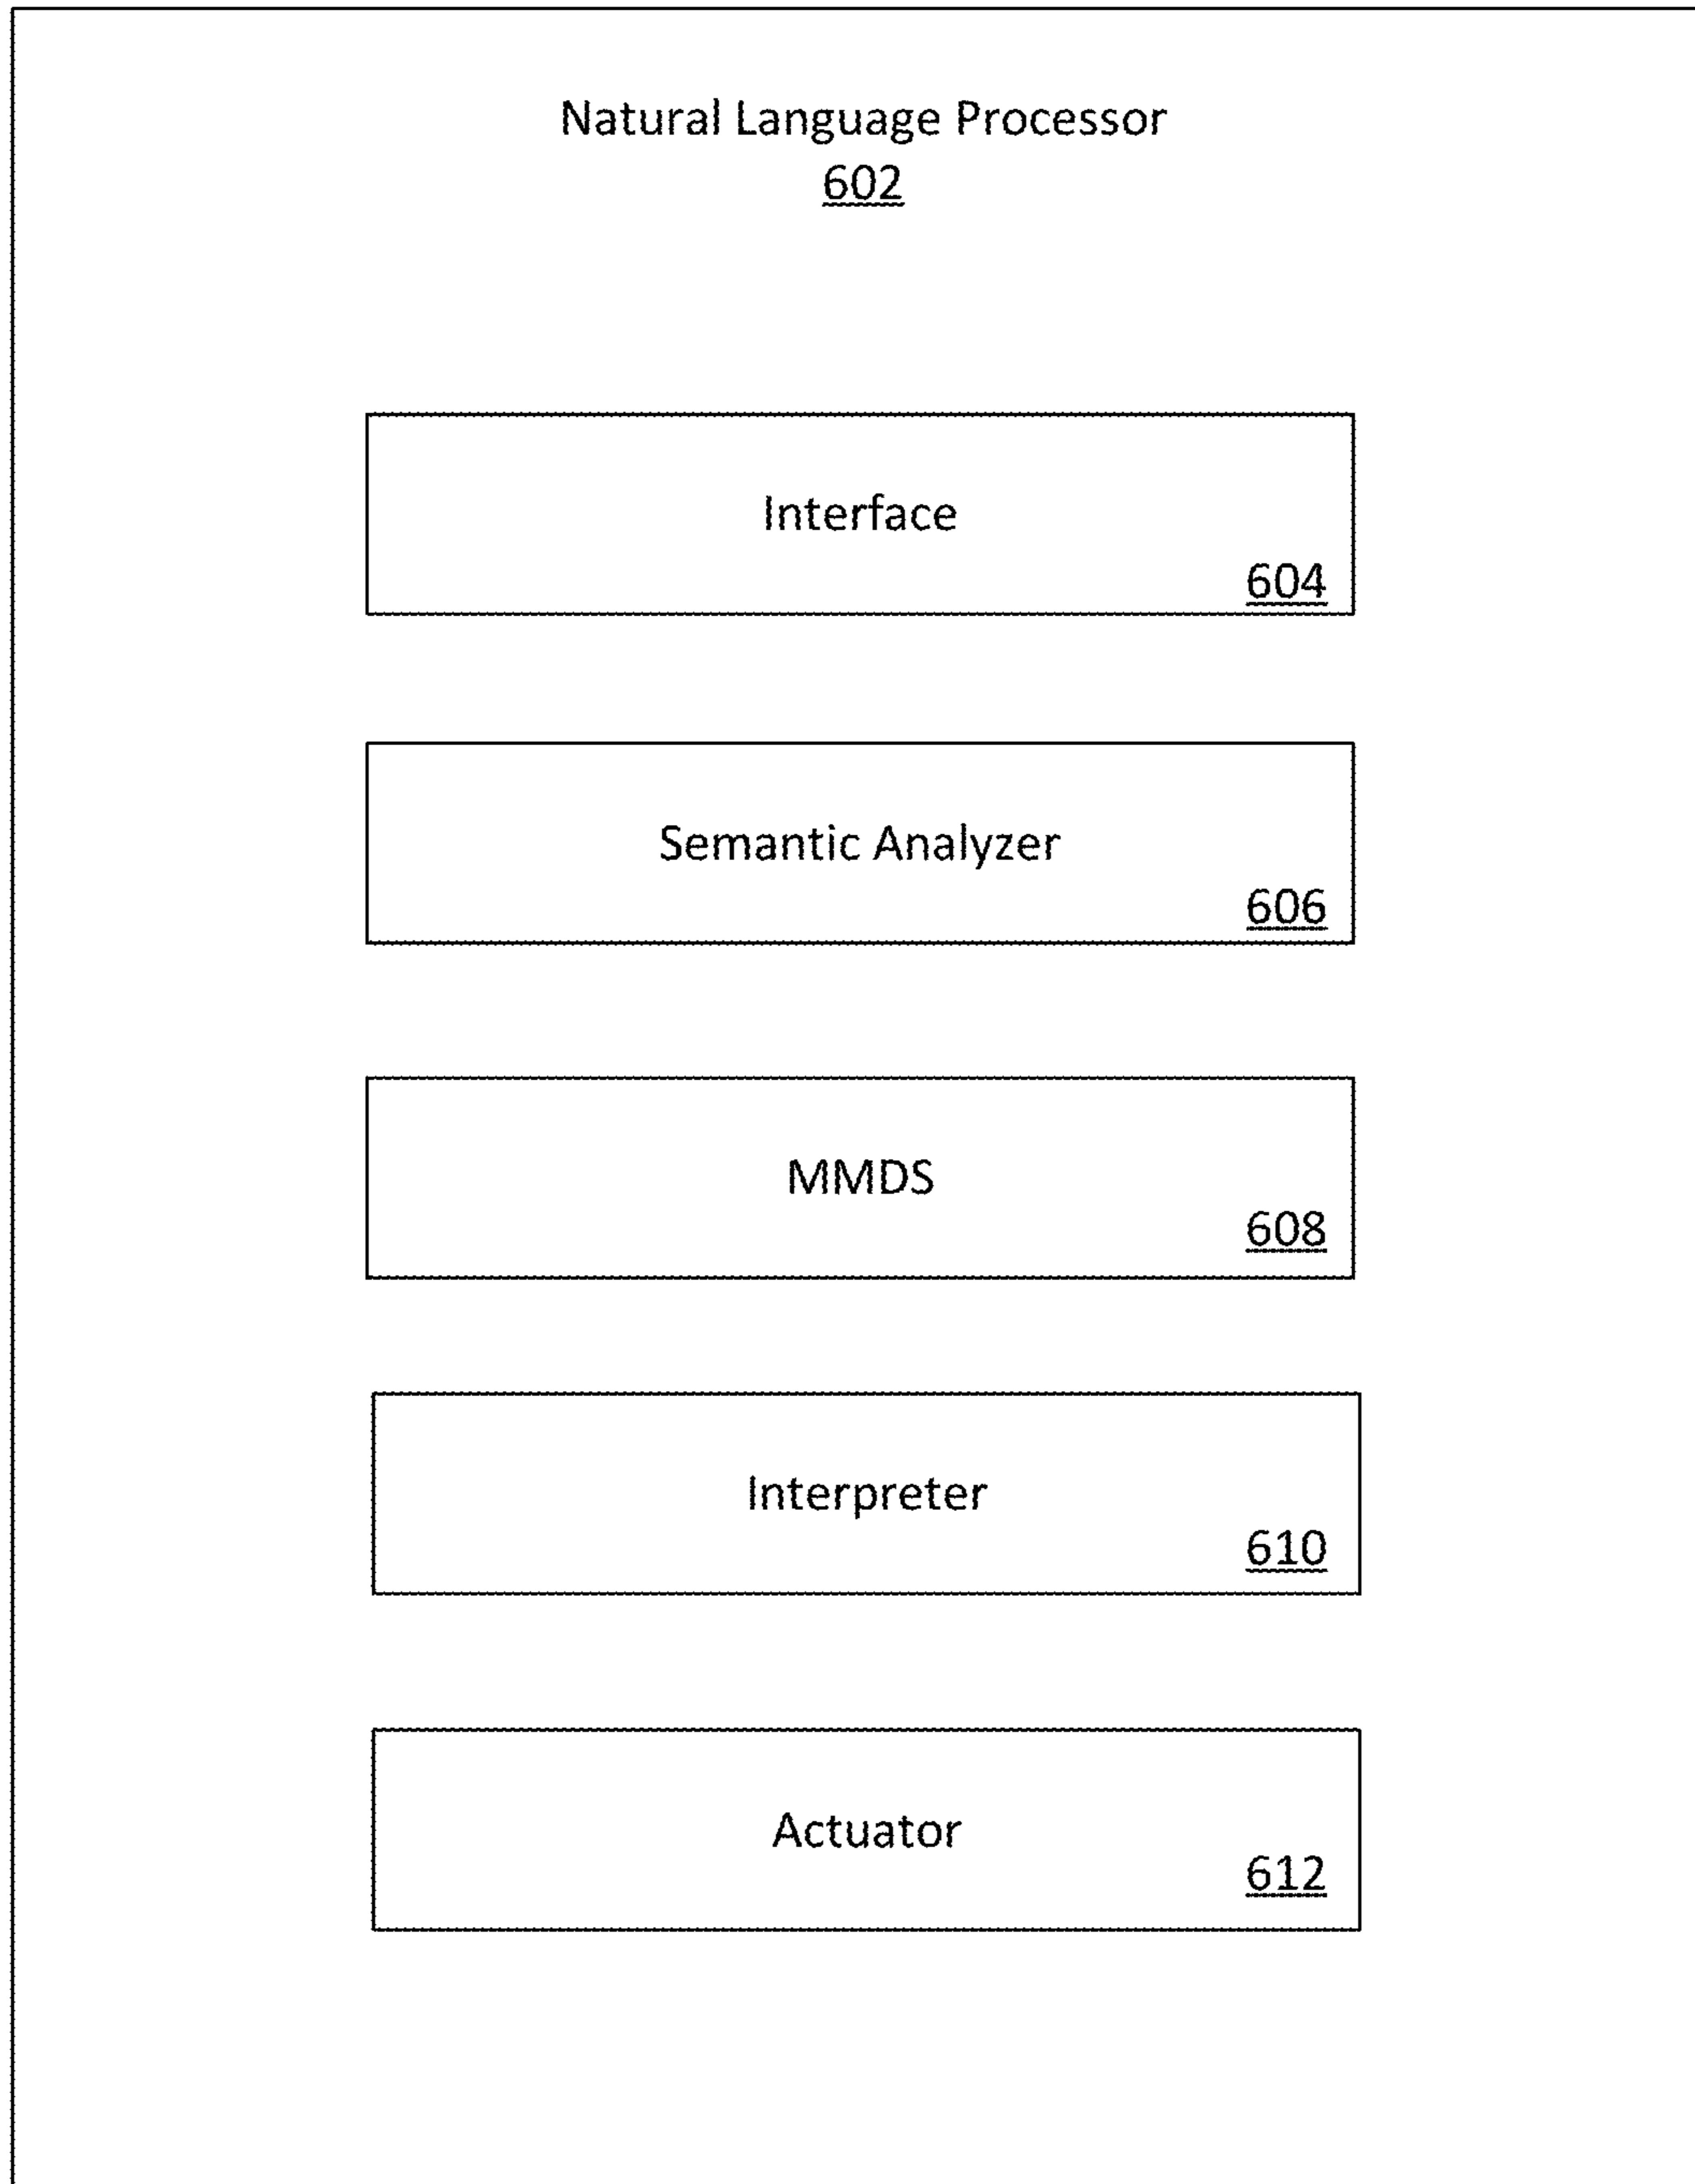 Natural Language Processor
602
Interface
604
Semantic Analyzer
606
MMDS
608
Interpreter
610
Actuator
612